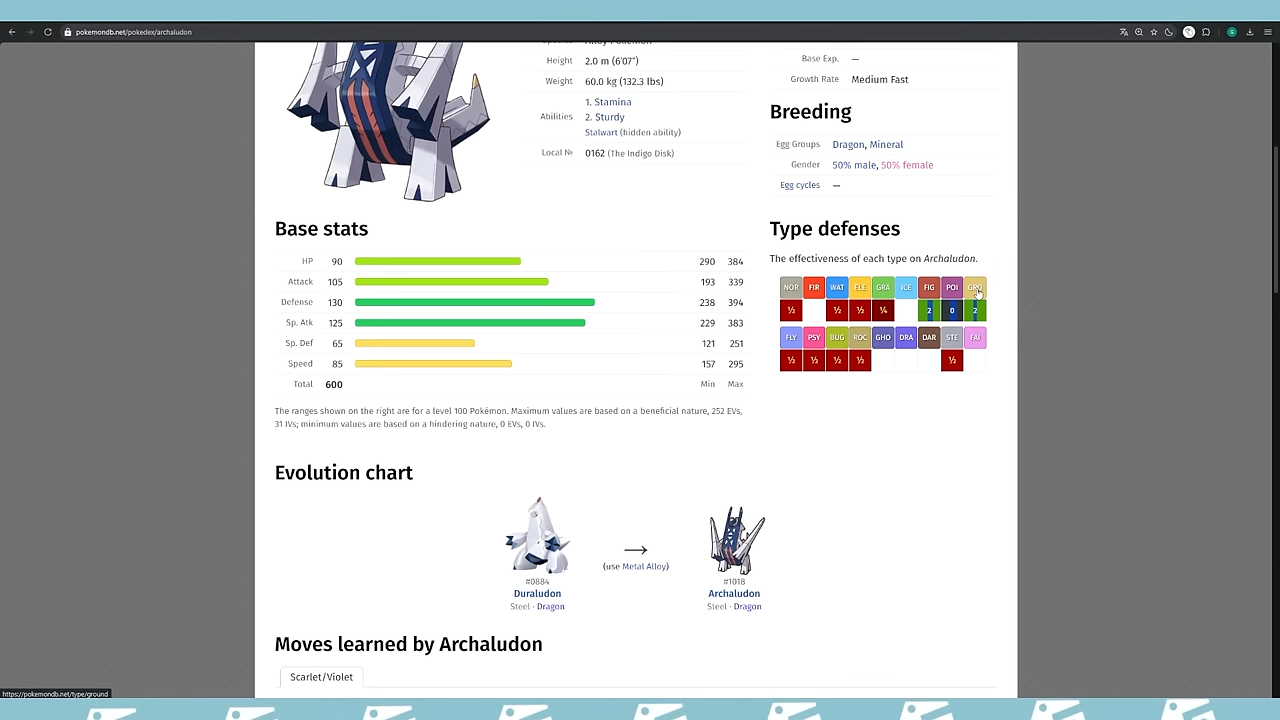 pokemondb.net/pokedex/archaludon
Height 2.0 m (6'07")
Weight 60.0 kg (132.3 lbs)
Abilities
1. Stamina
2. Sturdy
Stalwart (hidden ability)
Local № 0162 (The Indigo Disk)
Base Exp. —
Growth Rate Medium Fast
Breeding
Egg Groups Dragon, Mineral
Gender 50% male, 50% female
Egg cycles —
Base stats
HP 90 290 384
Attack 105 193 339
Defense 130 238 394
Sp. Atk 125 229 383
Sp. Def 65 121 251
Speed 85 157 295
Total 600 Min Max
The ranges shown on the right are for a level 100 Pokémon. Maximum values are based on a beneficial nature, 252 EVs,
31 IVs; minimum values are based on a hindering nature, 0 EVs, 0 IVs.
Type defenses
The effectiveness of each type on Archaludon.
NOR FIR WAT ELE GRA ICE FIG POI GRO
½ ½ ½ ¼ 2 0 2
FLY PSY BUG ROC GHO DRA DAR STE FAI
½ ½ ½ ½ ½
Evolution chart
#0884
Duraludon
Steel · Dragon
→
(use Metal Alloy)
#1018
Archaludon
Steel · Dragon
Moves learned by Archaludon
Scarlet/Violet
https://pokemondb.net/type/ground